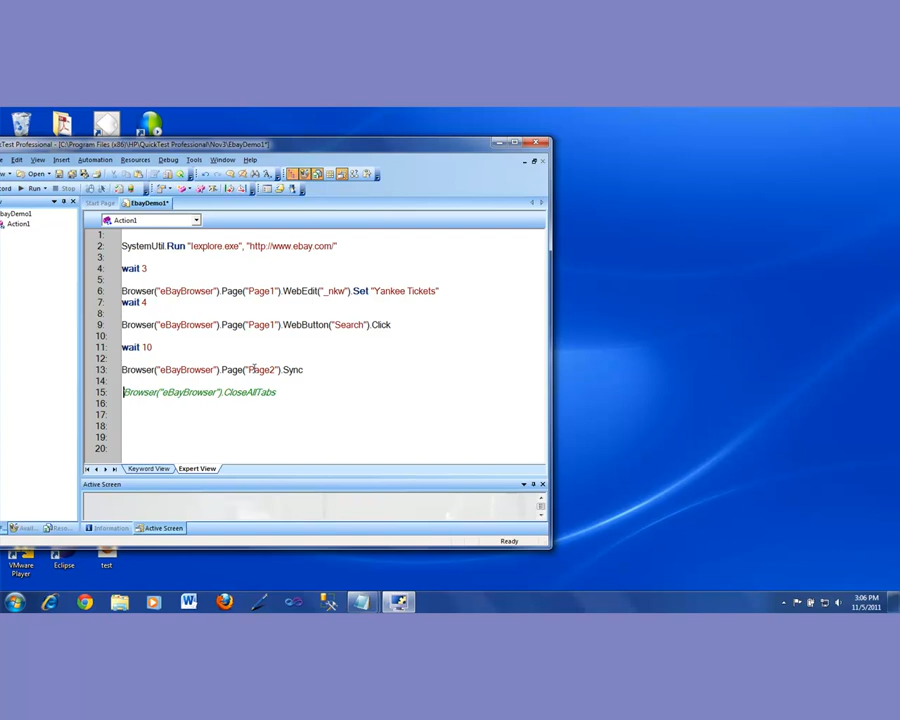 Test Professional - [C:\Program Files (x86)\HP\QuickTest Professional\Nov3\EbayDemo1*]
Edit View Insert Automation Resources Debug Tools Window Help
Open
Run Stop
Start Page EbayDemo1*
Action1
Action1
1:
2: SystemUtil.Run "Iexplore.exe", "http://www.ebay.com/"
3:
4: wait 3
5:
6: Browser("eBayBrowser").Page("Page1").WebEdit("_nkw").Set "Yankee Tickets"
7: wait 4
8:
9: Browser("eBayBrowser").Page("Page1").WebButton("Search").Click
10:
11: wait 10
12:
13: Browser("eBayBrowser").Page("Page2").Sync
14:
15: 'Browser("eBayBrowser").CloseAllTabs
16:
17:
18:
19:
20:
Keyword View Expert View
Active Screen
Information Active Screen
Ready
VMware Player
Eclipse
test
3:06 PM
11/5/2011